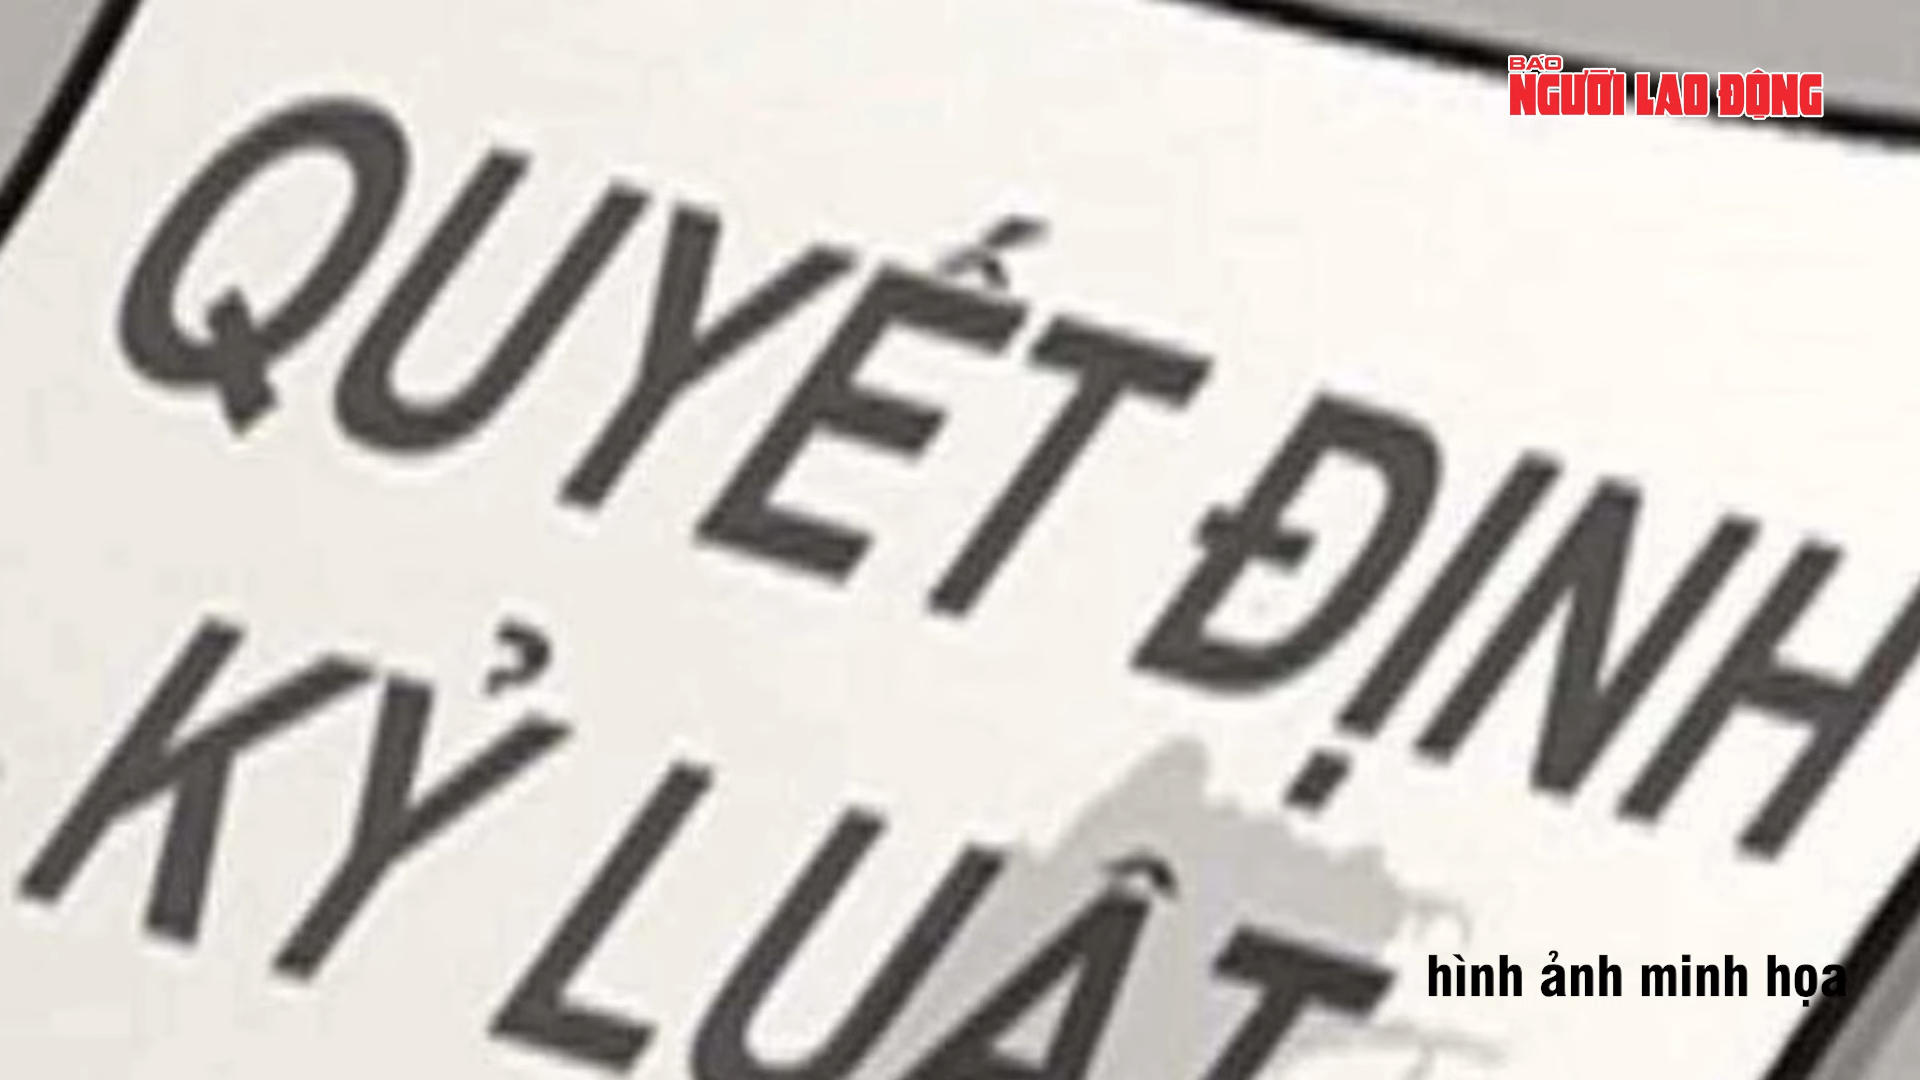 BÁO
NGƯỜI LAO ĐỘNG
QUYẾT ĐỊNH
KỶ LUẬT
hình ảnh minh họa